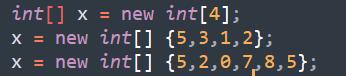 int[] x = new int[4];
x = new int[] {5,3,1,2};
x = new int[] {5,2,0,7,8,5};